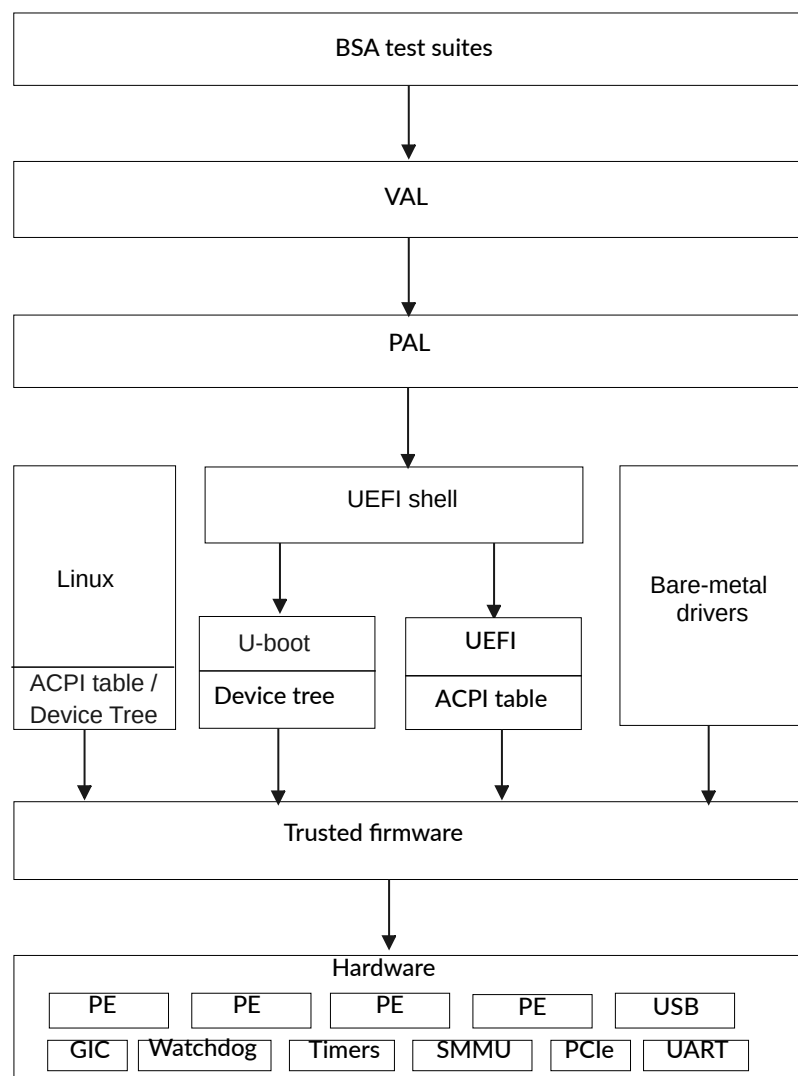 BSA test suites
VAL
PAL
UEFI shell
Linux
Bare-metal
drivers
U-boot
UEFI
ACPI table /
Device Tree
Device tree
ACPI table
Trusted firmware
Hardware
PE
PE
PE
PE
USB
GIC
Watchdog
Timers
SMMU
PCIe
UART